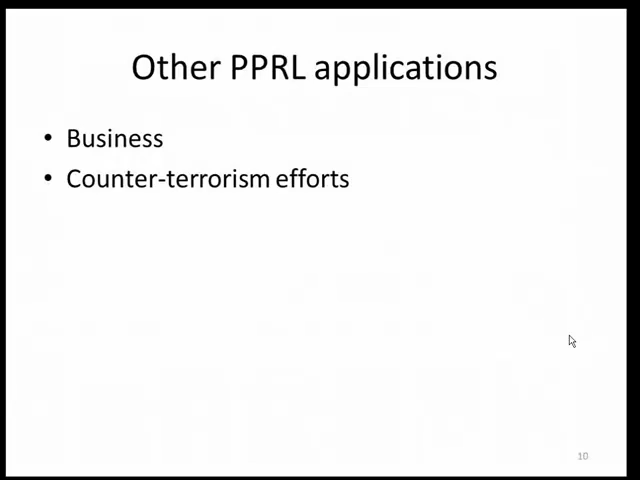 Other PPRL applications
• Business
• Counter-terrorism efforts
10